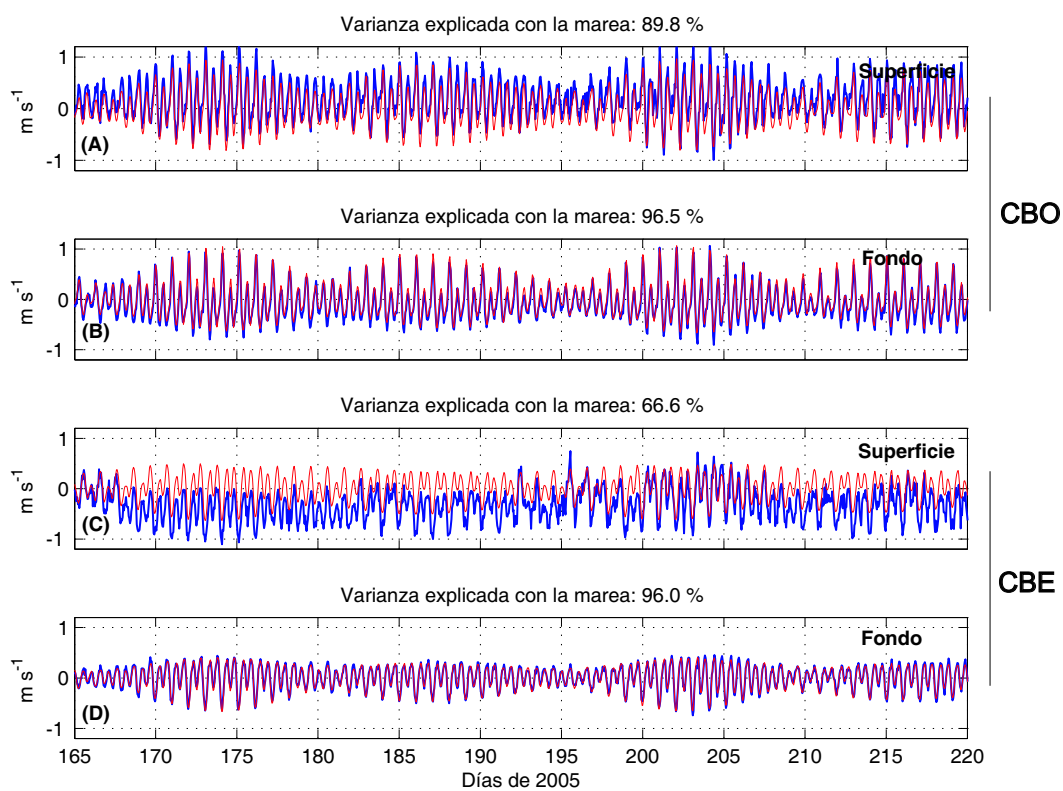 Varianza explicada con la marea: 89.8 %
1
0
-1
m s-1
Superficie
(A)
Varianza explicada con la marea: 96.5 %
1
0
-1
m s-1
Fondo
(B)
CBO
Varianza explicada con la marea: 66.6 %
1
0
-1
m s-1
Superficie
(C)
Varianza explicada con la marea: 96.0 %
1
0
-1
m s-1
Fondo
(D)
CBE
165 170 175 180 185 190 195 200 205 210 215 220
Días de 2005